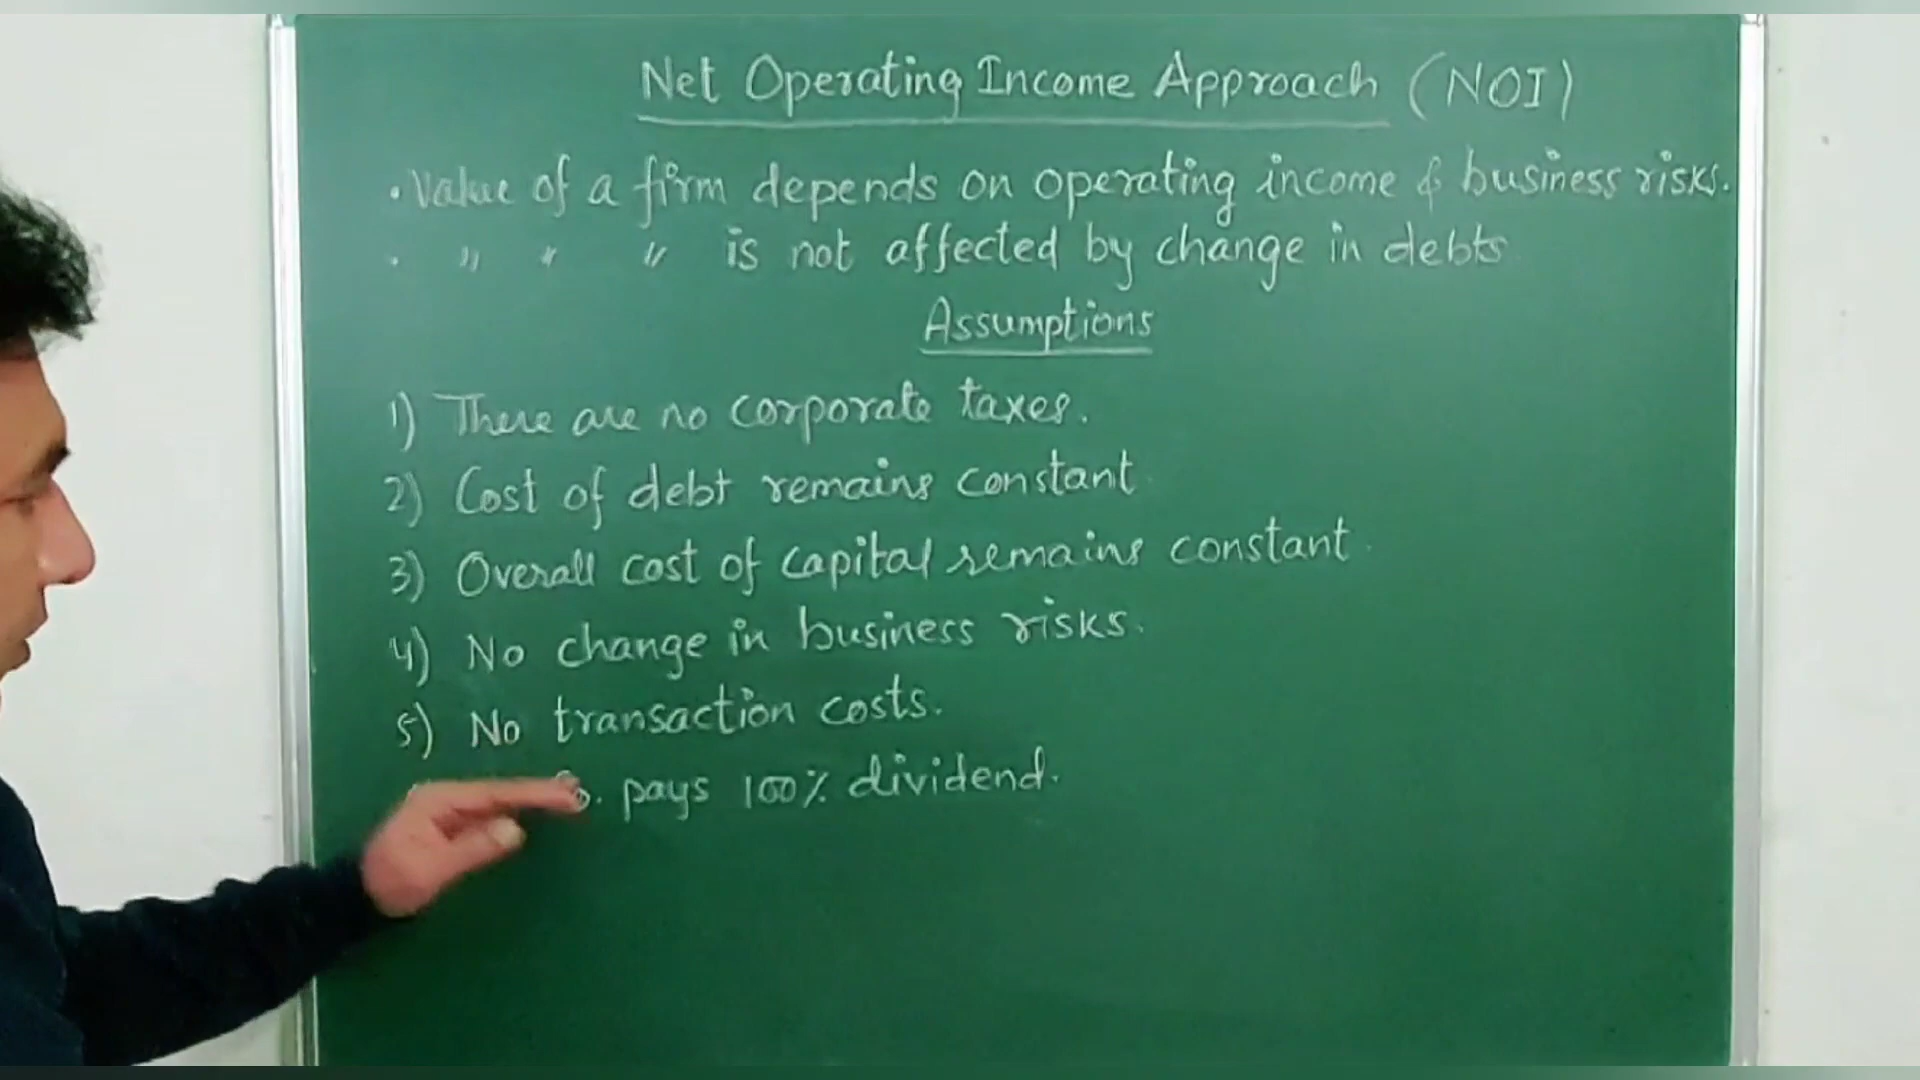 Net Operating Income Approach (NOI)
• Value of a firm depends on operating income & business risks.
• " " " is not affected by change in debts
Assumptions
1) There are no corporate taxes.
2) Cost of debt remains constant.
3) Overall cost of capital remains constant.
4) No change in business risks.
5) No transaction costs.
pays 100% dividend.